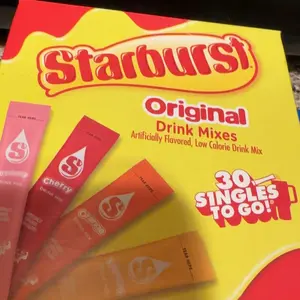 Starburst
Original
Drink Mixes
Artificially Flavored, Low Calorie Drink Mix
30
SINGLES
TO GO!
S
Cherry
S
S